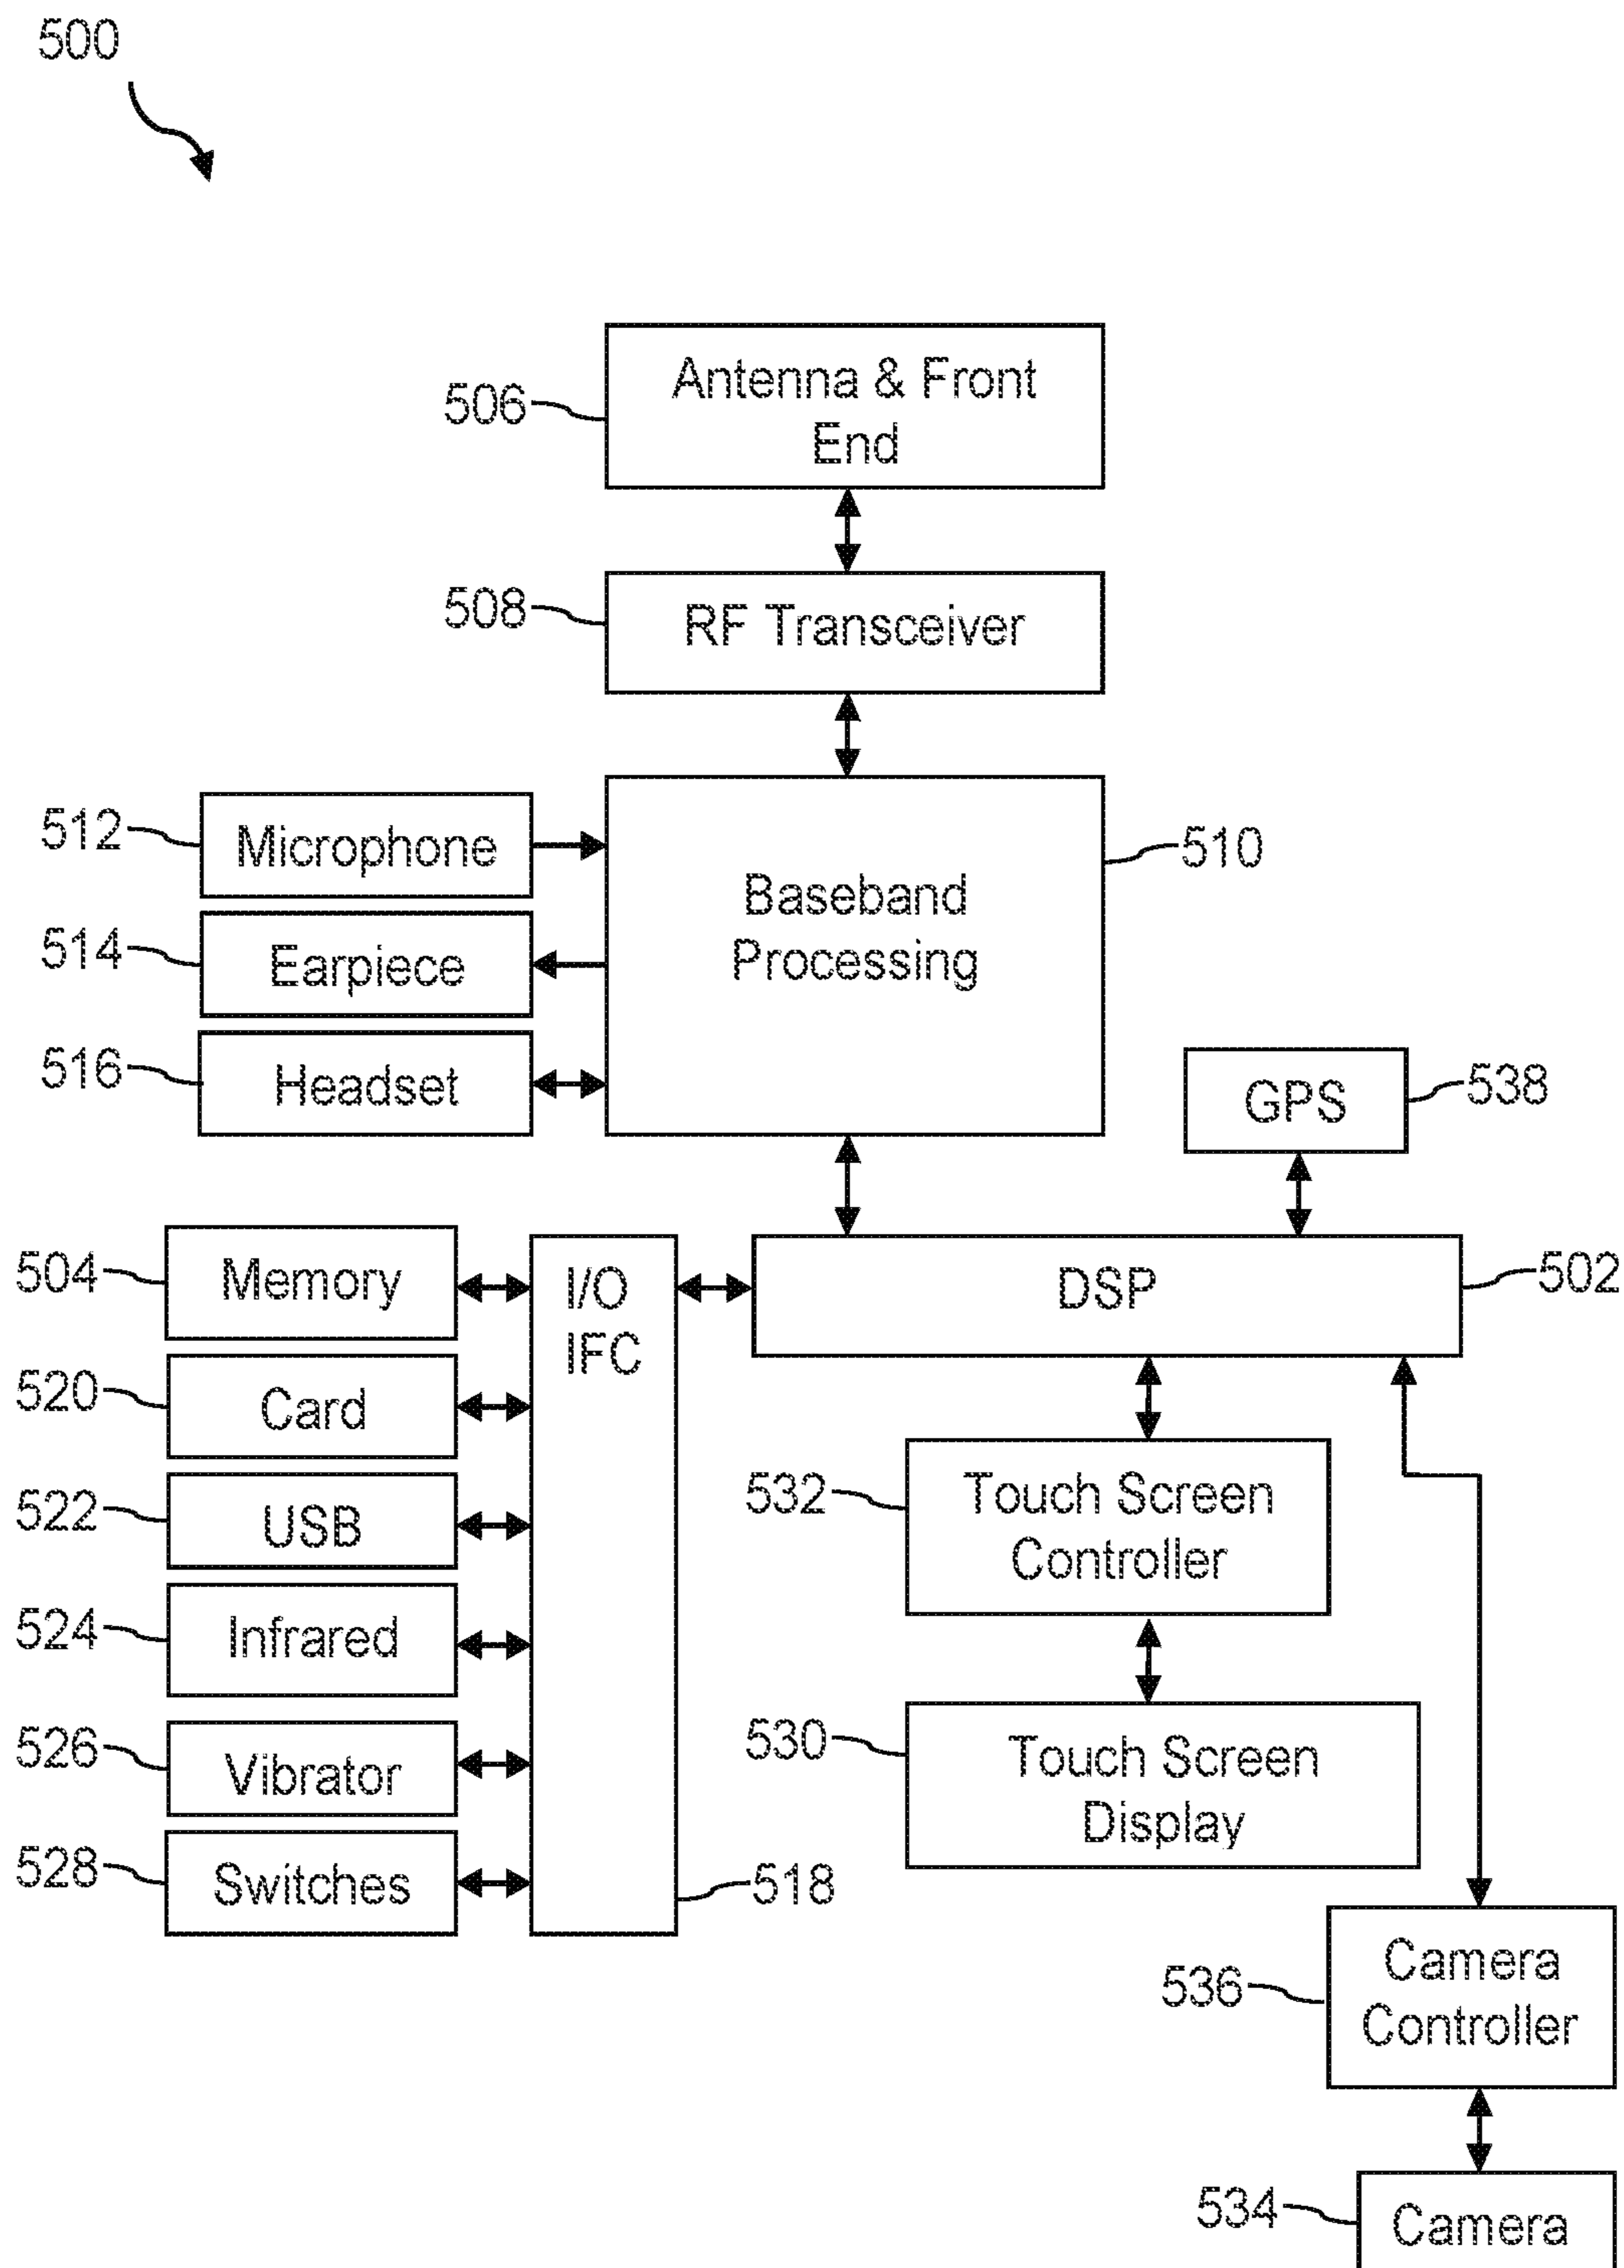 500
506
Antenna & Front
End
508
RF Transceiver
512
Microphone
510
Baseband
Processing
514
Earpiece
516
Headset
GPS
538
504
Memory
I/O
IFC
DSP
502
520
Card
522
USB
532
Touch Screen
Controller
524
Infrared
526
Vibrator
530
Touch Screen
Display
528
Switches
518
536
Camera
Controller
534
Camera